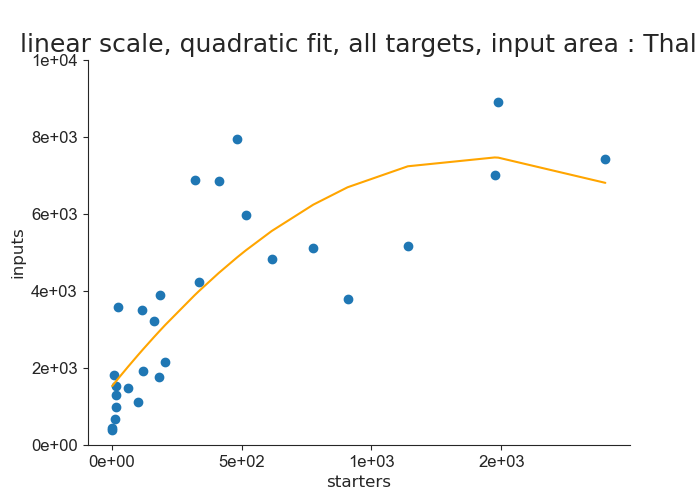 linear scale, quadratic fit, all targets, input area : Thal
1e+04
8e+03
6e+03
4e+03
2e+03
0e+00
inputs
0e+00 5e+02 1e+03 2e+03
starters